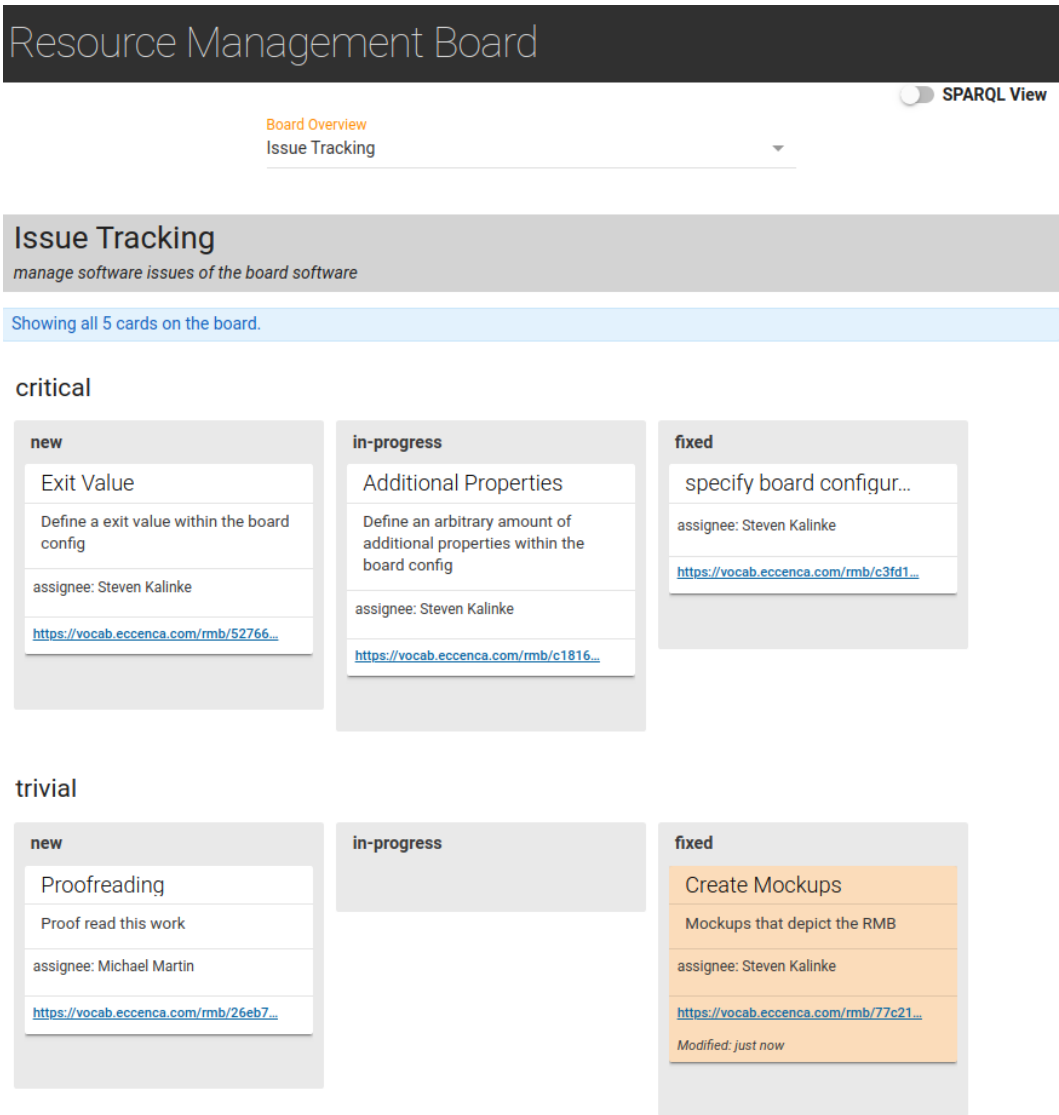 Resource Management Board
SPARQL View
Board Overview
Issue Tracking
Issue Tracking
manage software issues of the board software
Showing all 5 cards on the board.
critical
new
Exit Value
Define a exit value within the board
config
assignee: Steven Kalinke
https://vocab.eccenca.com/rmb/52766...
in-progress
Additional Properties
Define an arbitrary amount of
additional properties within the
board config
assignee: Steven Kalinke
https://vocab.eccenca.com/rmb/c1816...
fixed
specify board configur...
assignee: Steven Kalinke
https://vocab.eccenca.com/rmb/c3fd1...
trivial
new
Proofreading
Proof read this work
assignee: Michael Martin
https://vocab.eccenca.com/rmb/26eb7...
in-progress
fixed
Create Mockups
Mockups that depict the RMB
assignee: Steven Kalinke
https://vocab.eccenca.com/rmb/77c21...
Modified: just now